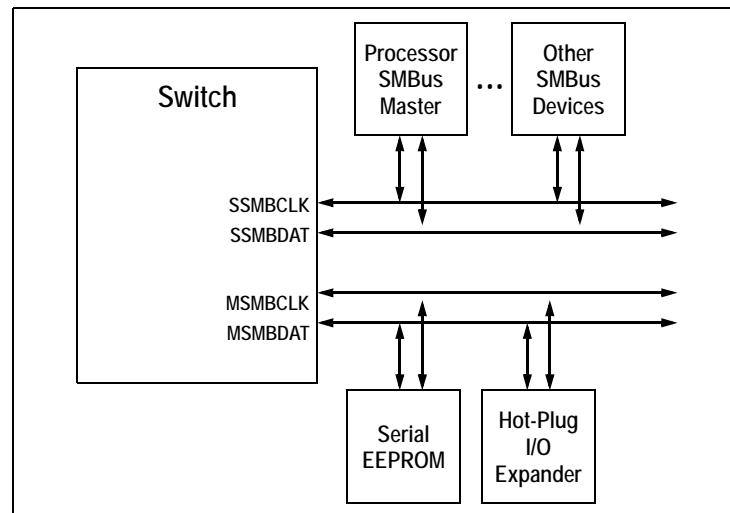 Processor
SMBus
Master
...
Other
SMBus
Devices
Switch
SSMBCLK
SSMBDAT
MSMBCLK
MSMBDAT
Serial
EEPROM
Hot-Plug
I/O
Expander